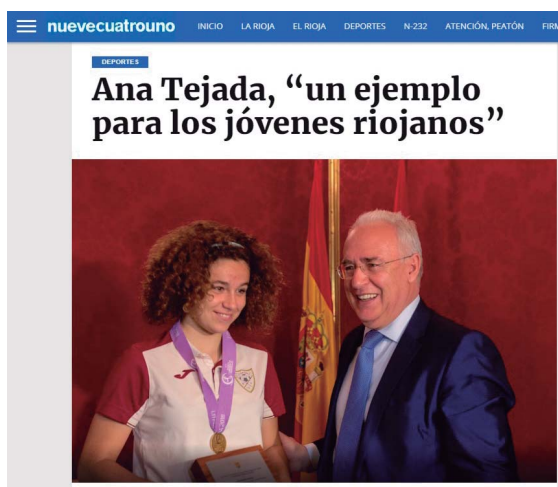 nuevecuatrouno INICIO LA RIOJA EL RIOJA DEPORTES N-232 ATENCIÓN, PEATÓN FIRM
DEPORTES
Ana Tejada, “un ejemplo
para los jóvenes riojanos”